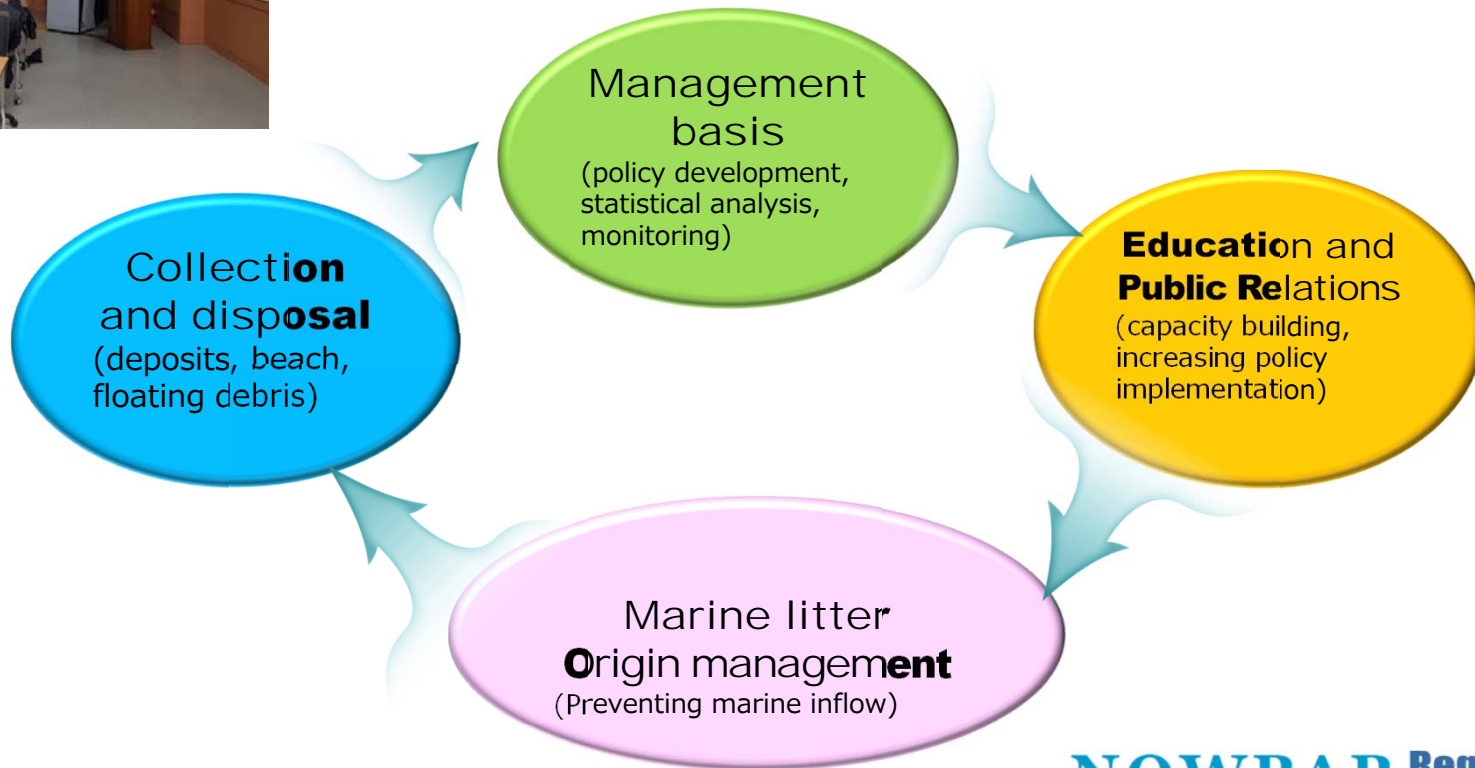 Management
basis
(policy development,
statistical analysis,
monitoring)
Education and
Public Relations
(capacity building,
increasing policy
implementation)
Marine litter
Origin management
(Preventing marine inflow)
Collection
and disposal
(deposits, beach,
floating debris)